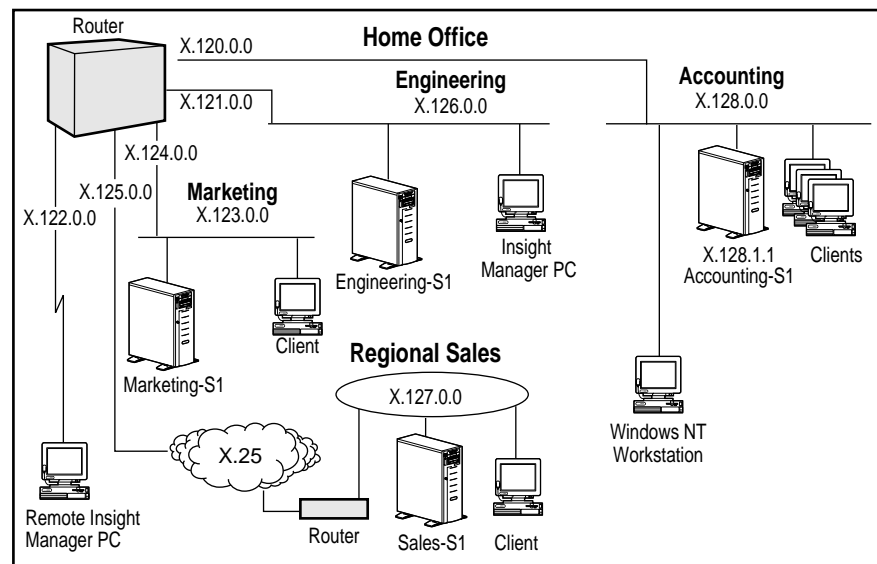 Router
X.120.0.0
Home Office
Engineering
X.126.0.0
Accounting
X.128.0.0
X.121.0.0
X.124.0.0
X.125.0.0
X.122.0.0
Marketing
X.123.0.0
Engineering-S1
Insight
Manager PC
X.128.1.1
Accounting-S1
Clients
Marketing-S1
Client
Regional Sales
X.127.0.0
Windows NT
Workstation
X.25
Remote Insight
Manager PC
Router
Sales-S1
Client